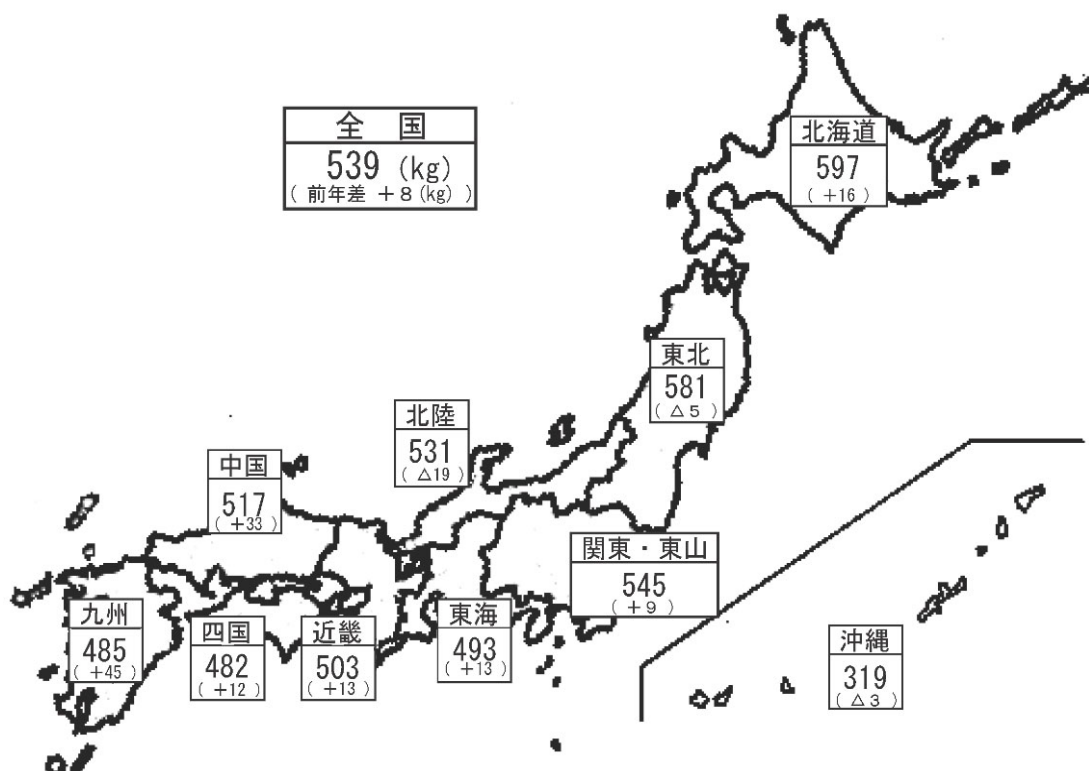 全 国
539 (kg)
( 前年差 +8(kg) )
北海道
597
( +16 )
東北
581
( △5 )
北陸
531
( △19 )
中国
517
( +33 )
関東・東山
545
( +9 )
九州
485
( +45 )
四国
482
( +12 )
近畿
503
( +13 )
東海
493
( +13 )
沖縄
319
( △3 )